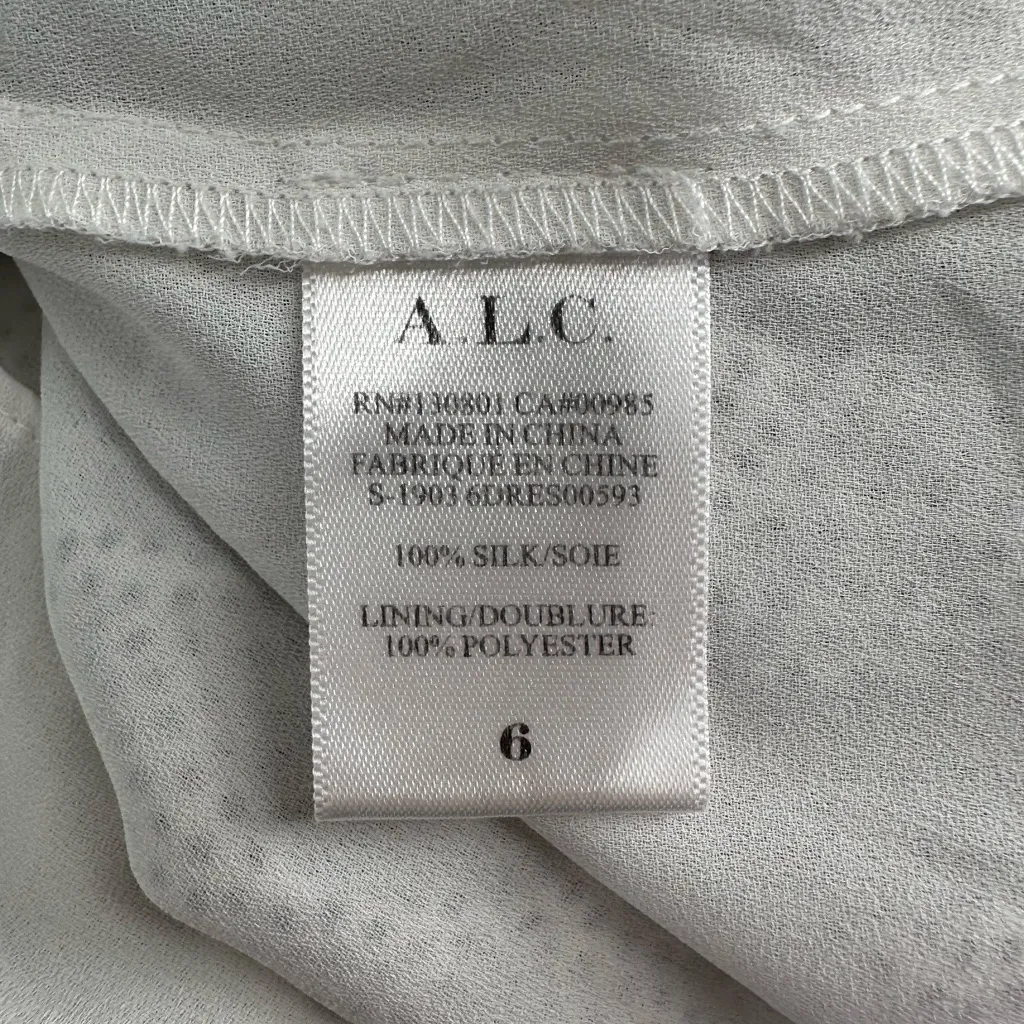 A.L.C.
RN#130801 CA#00985
MADE IN CHINA
FABRIQUE EN CHINE
S-1903 6DRES00593
100% SILK/SOIE
LINING/DOUBLURE:
100% POLYESTER
6